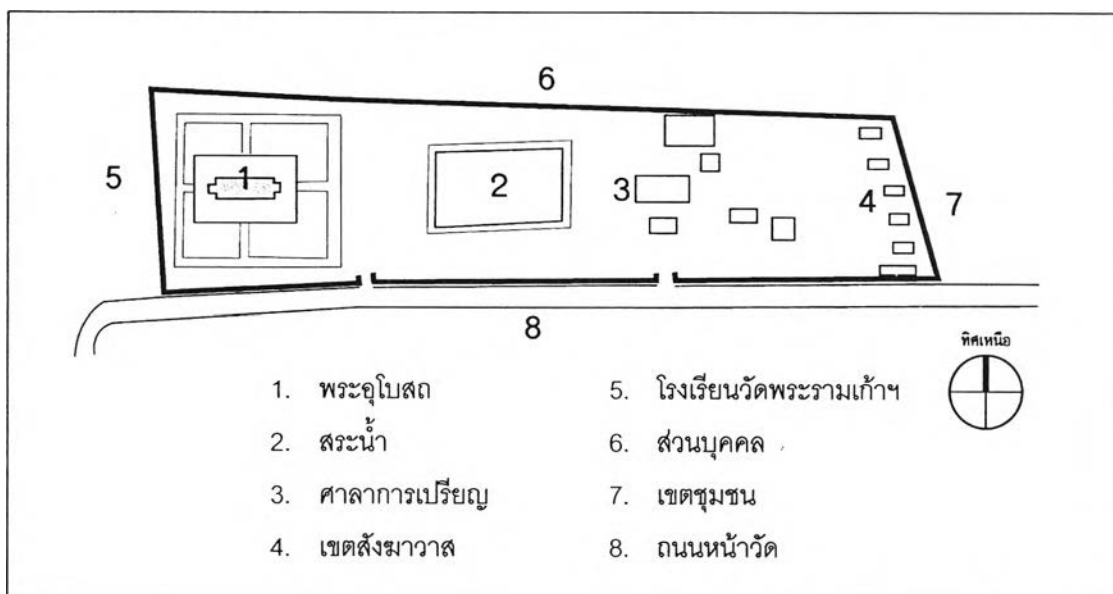 6
5
1
2
3
4
7
8
ทิศเหนือ
1. พระอุโบสถ
2. สระน้ำ
3. ศาลาการเปรียญ
4. เขตสังฆาวาส
5. โรงเรียนวัดพระรามเก้าฯ
6. ส่วนบุคคล
7. เขตชุมชน
8. ถนนหน้าวัด